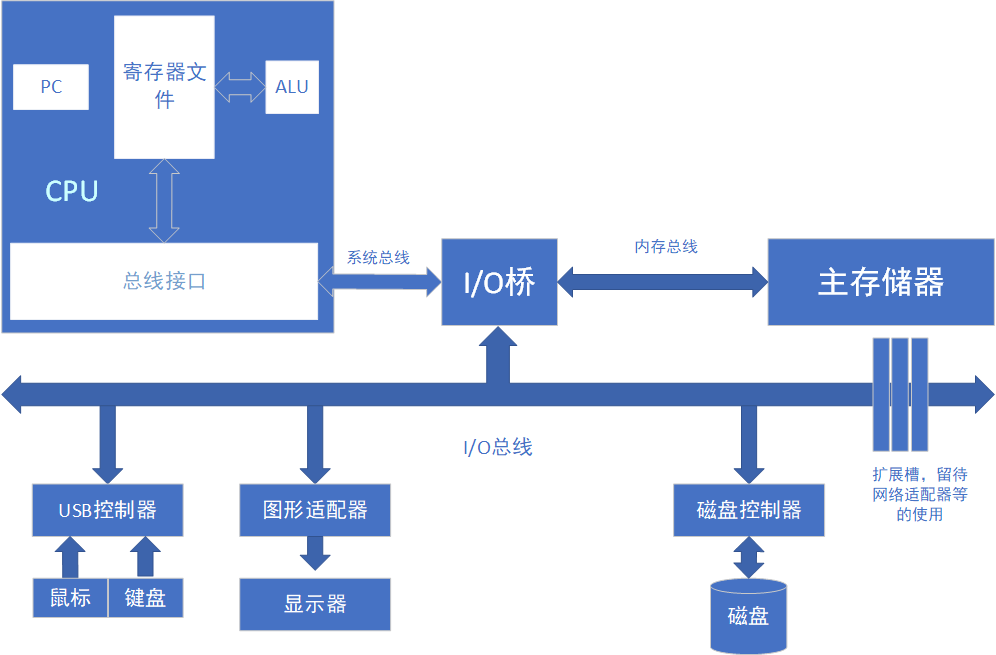 寄存器文
件
PC
ALU
CPU
总线接口
系统总线
I/O桥
内存总线
主存储器
I/O总线
扩展槽，留待
网络适配器等
的使用
USB控制器
图形适配器
磁盘控制器
鼠标
键盘
显示器
磁盘